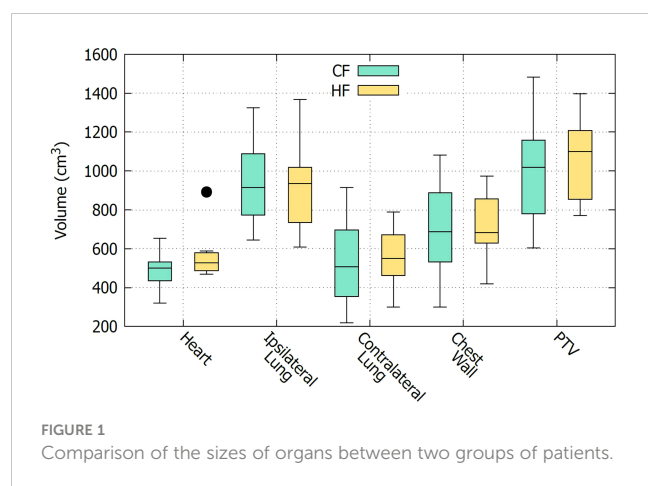 1600
1400
1200
1000
800
600
400
200
Volume (cm³)
CF
HF
Heart
Ipsilateral
Lung
Contralateral
Lung
Chest
Wall
PTV
FIGURE 1
Comparison of the sizes of organs between two groups of patients.